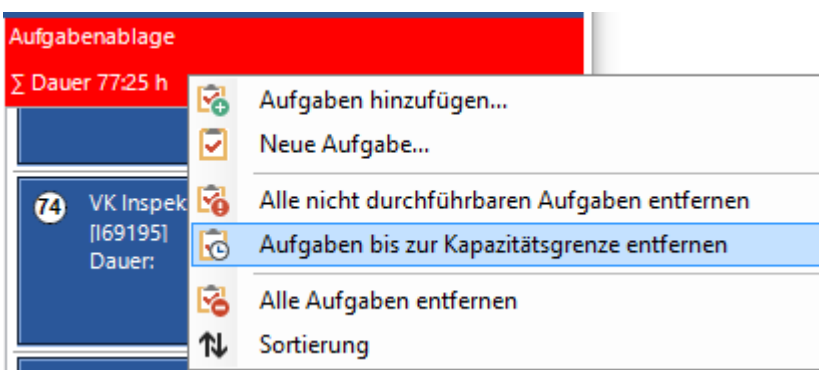 Aufgabenablage
∑ Dauer 77:25 h
Aufgaben hinzufügen...
Neue Aufgabe...
Alle nicht durchführbaren Aufgaben entfernen
Aufgaben bis zur Kapazitätsgrenze entfernen
Alle Aufgaben entfernen
Sortierung
74 VK Inspek
[I69195]
Dauer: